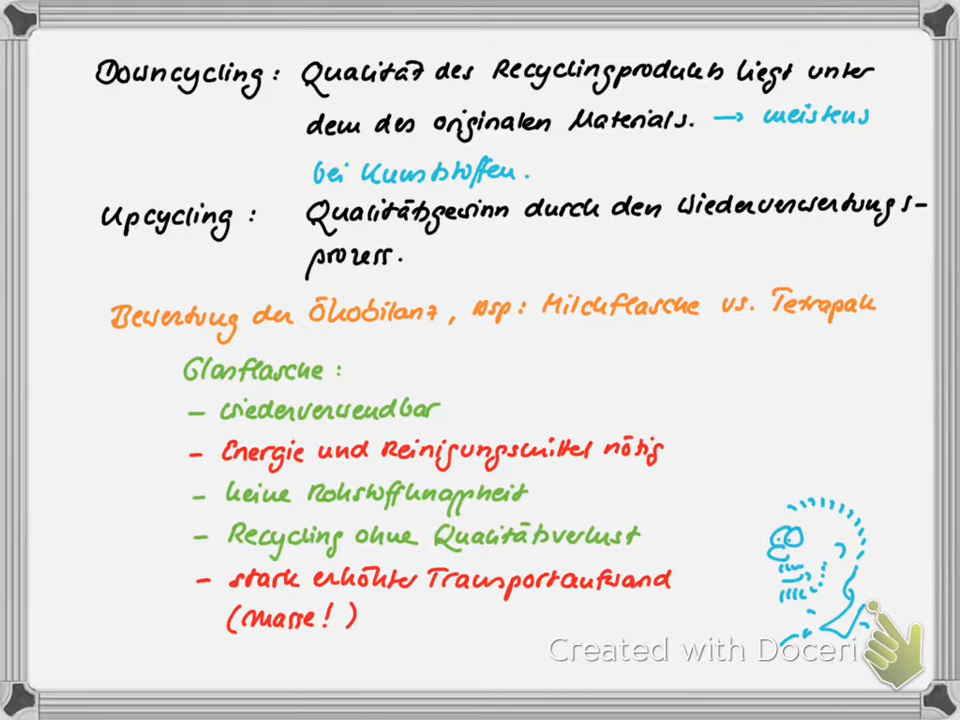 Downcycling: Qualität des Recyclingprodukts liegt unter
dem des originalen Materials. → meistens
bei Kunststoffen.
Upcycling: Qualitätsgewinn durch den Wiederverwertungs-
prozess.
Bewertung der Ökobilanz, Bsp: Milchflasche vs. Tetrapak
Glasflasche:
- wiederverwendbar
- Energie und Reinigungsmittel nötig
- keine Rohstoffknappheit
- Recycling ohne Qualitätsverlust
- stark erhöhter Transportaufwand
(Masse!)
Created with Doceri